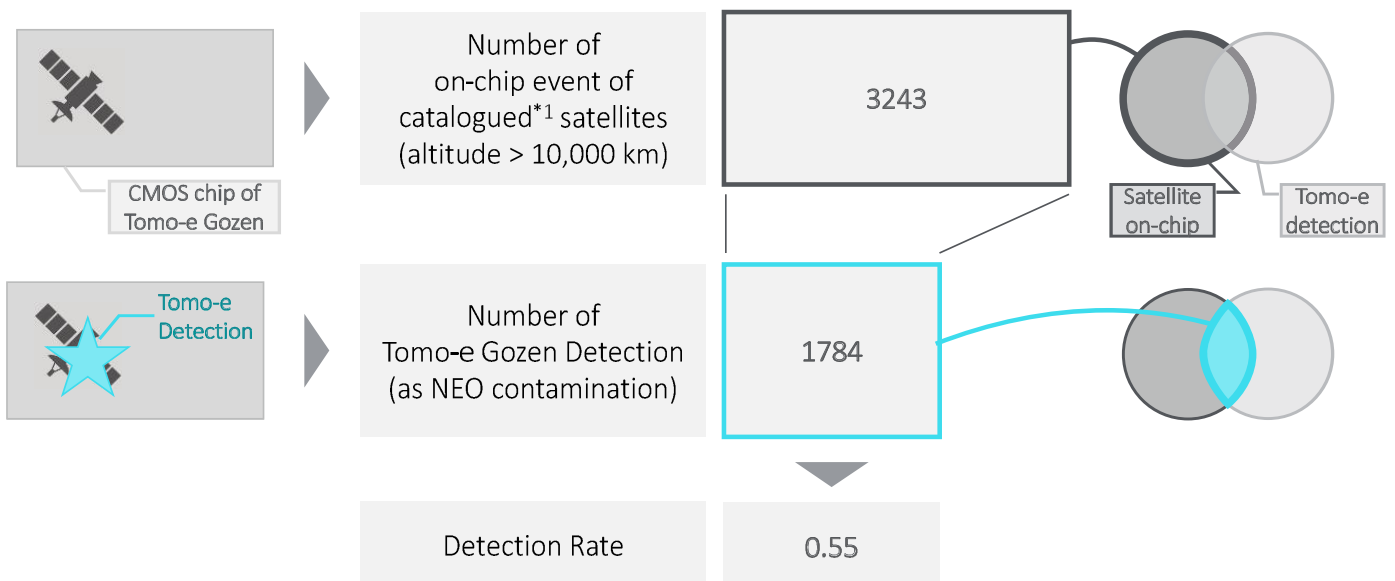 Number of
on-chip event of
catalogued*1 satellites
(altitude > 10,000 km)
3243
CMOS chip of
Tomo-e Gozen
Satellite
on-chip
Tomo-e
detection
Tomo-e
Detection
Number of
Tomo-e Gozen Detection
(as NEO contamination)
1784
Detection Rate
0.55